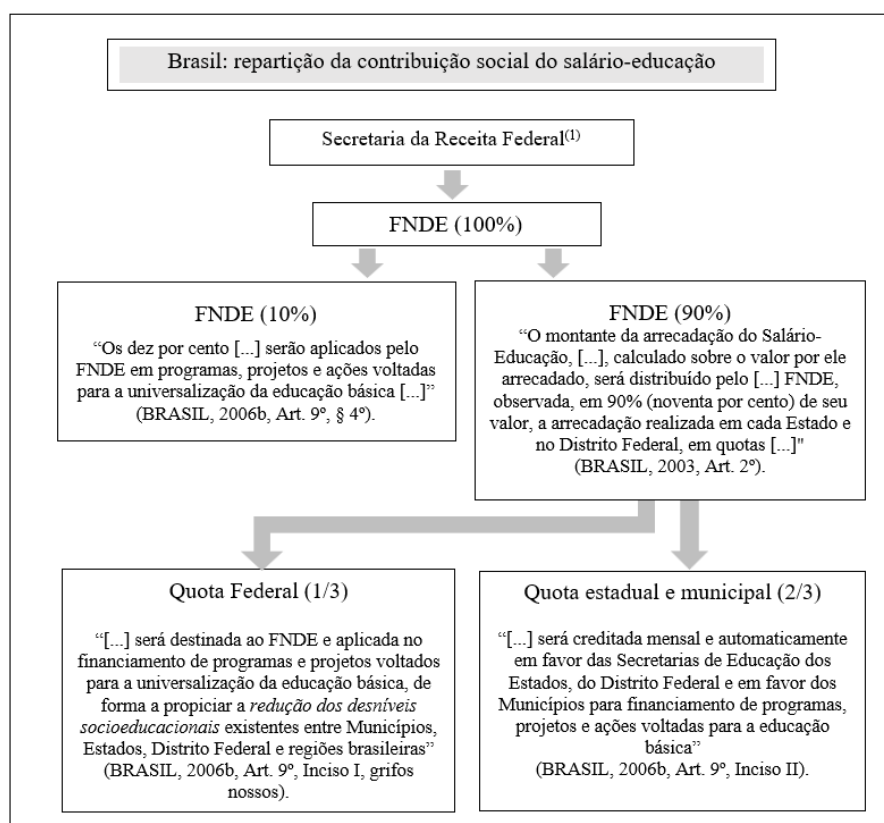 Brasil: repartição da contribuição social do salário-educação
Secretaria da Receita Federal(1)
FNDE (100%)
FNDE (10%)
“Os dez por cento [...] serão aplicados pelo
FNDE em programas, projetos e ações voltadas
para a universalização da educação básica [...]”
(BRASIL, 2006b, Art. 9º, § 4º).
FNDE (90%)
“O montante da arrecadação do Salário-
Educação, [...], calculado sobre o valor por ele
arrecadado, será distribuído pelo [...] FNDE,
observada, em 90% (noventa por cento) de seu
valor, a arrecadação realizada em cada Estado e
no Distrito Federal, em quotas [...]"
(BRASIL, 2003, Art. 2º).
Quota Federal (1/3)
“[...] será destinada ao FNDE e aplicada no
financiamento de programas e projetos voltados
para a universalização da educação básica, de
forma a propiciar a redução dos desníveis
socioeducacionais existentes entre Municípios,
Estados, Distrito Federal e regiões brasileiras”
(BRASIL, 2006b, Art. 9º, Inciso I, grifos
nossos).
Quota estadual e municipal (2/3)
“[...] será creditada mensal e automaticamente
em favor das Secretarias de Educação dos
Estados, do Distrito Federal e em favor dos
Municípios para financiamento de programas,
projetos e ações voltadas para a educação
básica”
(BRASIL, 2006b, Art. 9º, Inciso II).